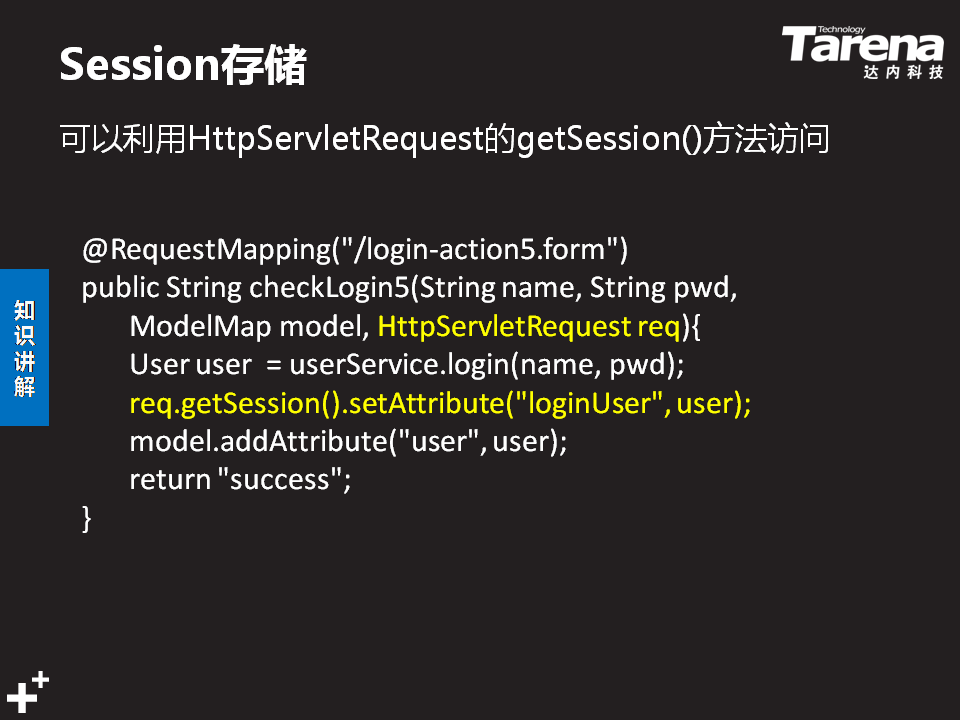 Session存储
Technology
Tarena
达内科技
可以利用HttpServletRequest的getSession()方法访问
@RequestMapping("/login-action5.form")
public String checkLogin5(String name, String pwd,
ModelMap model, HttpServletRequest req){
User user  = userService.login(name, pwd);
req.getSession().setAttribute("loginUser", user);
model.addAttribute("user", user);
return "success";
}
知识讲解